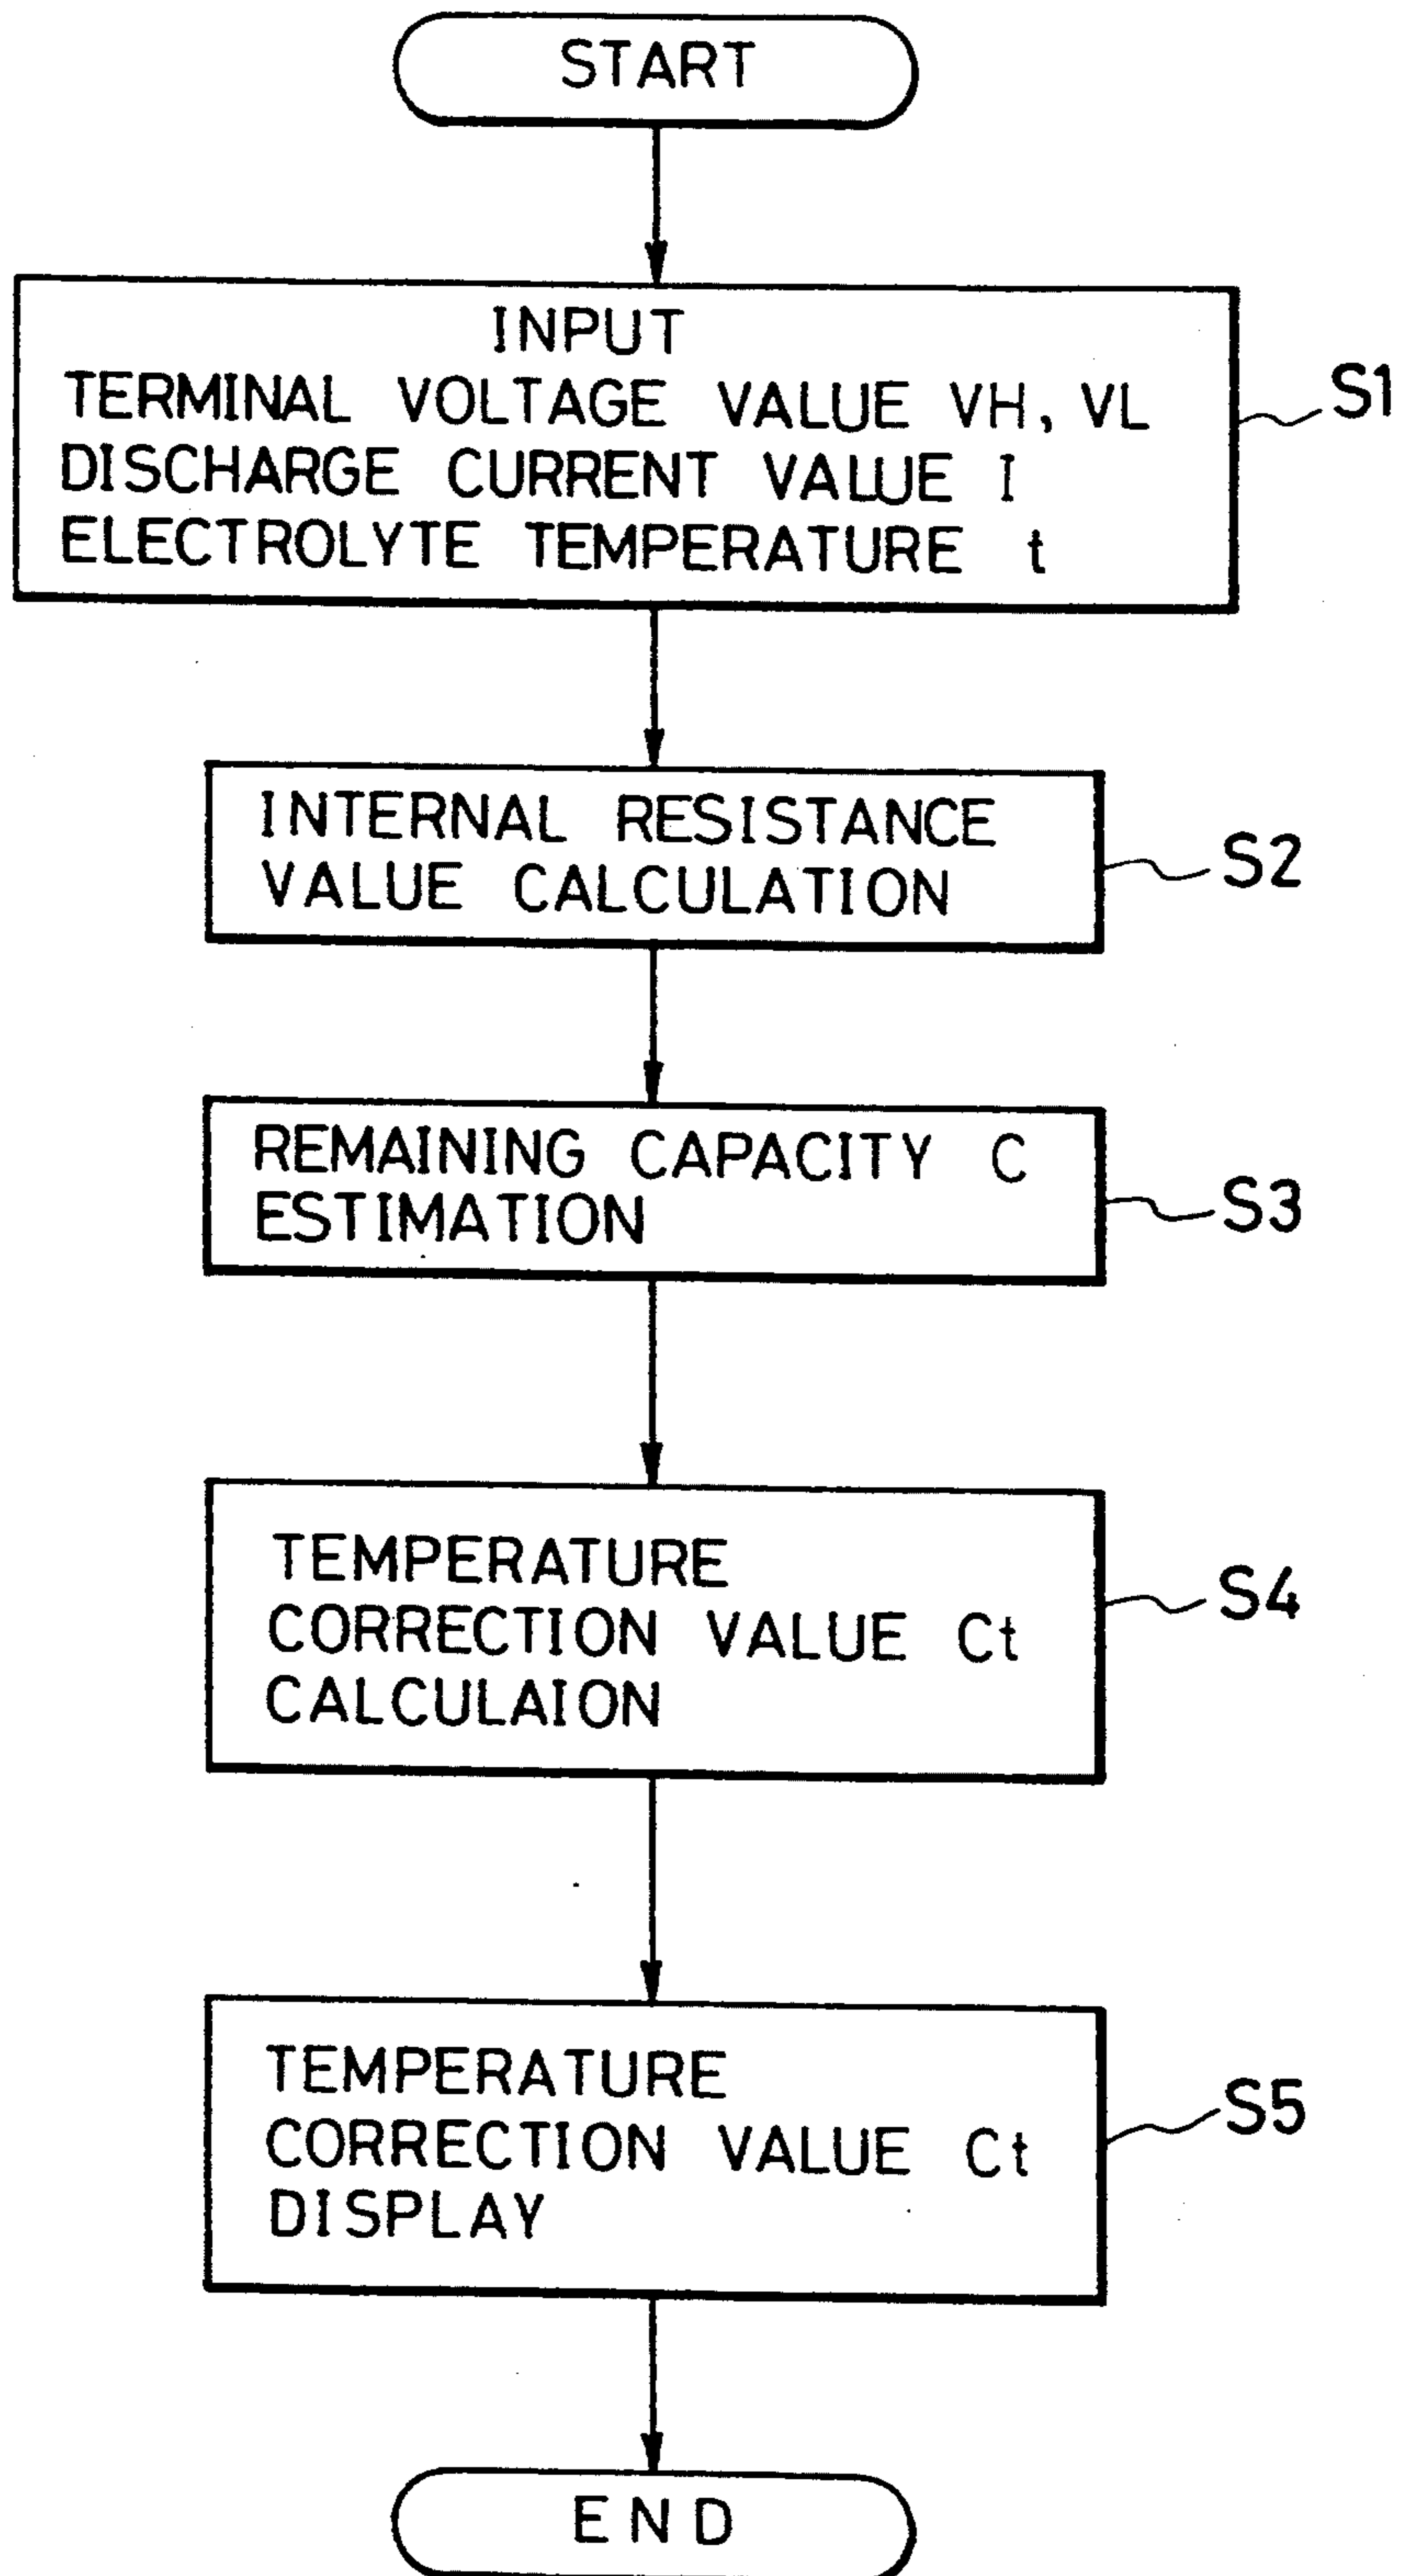 START
INPUT
TERMINAL VOLTAGE VALUE VH, VL
DISCHARGE CURRENT VALUE I
ELECTROLYTE TEMPERATURE t
S1
INTERNAL RESISTANCE
VALUE CALCULATION
S2
REMAINING CAPACITY C
ESTIMATION
S3
TEMPERATURE
CORRECTION VALUE Ct
CALCULAION
S4
TEMPERATURE
CORRECTION VALUE Ct
DISPLAY
S5
END